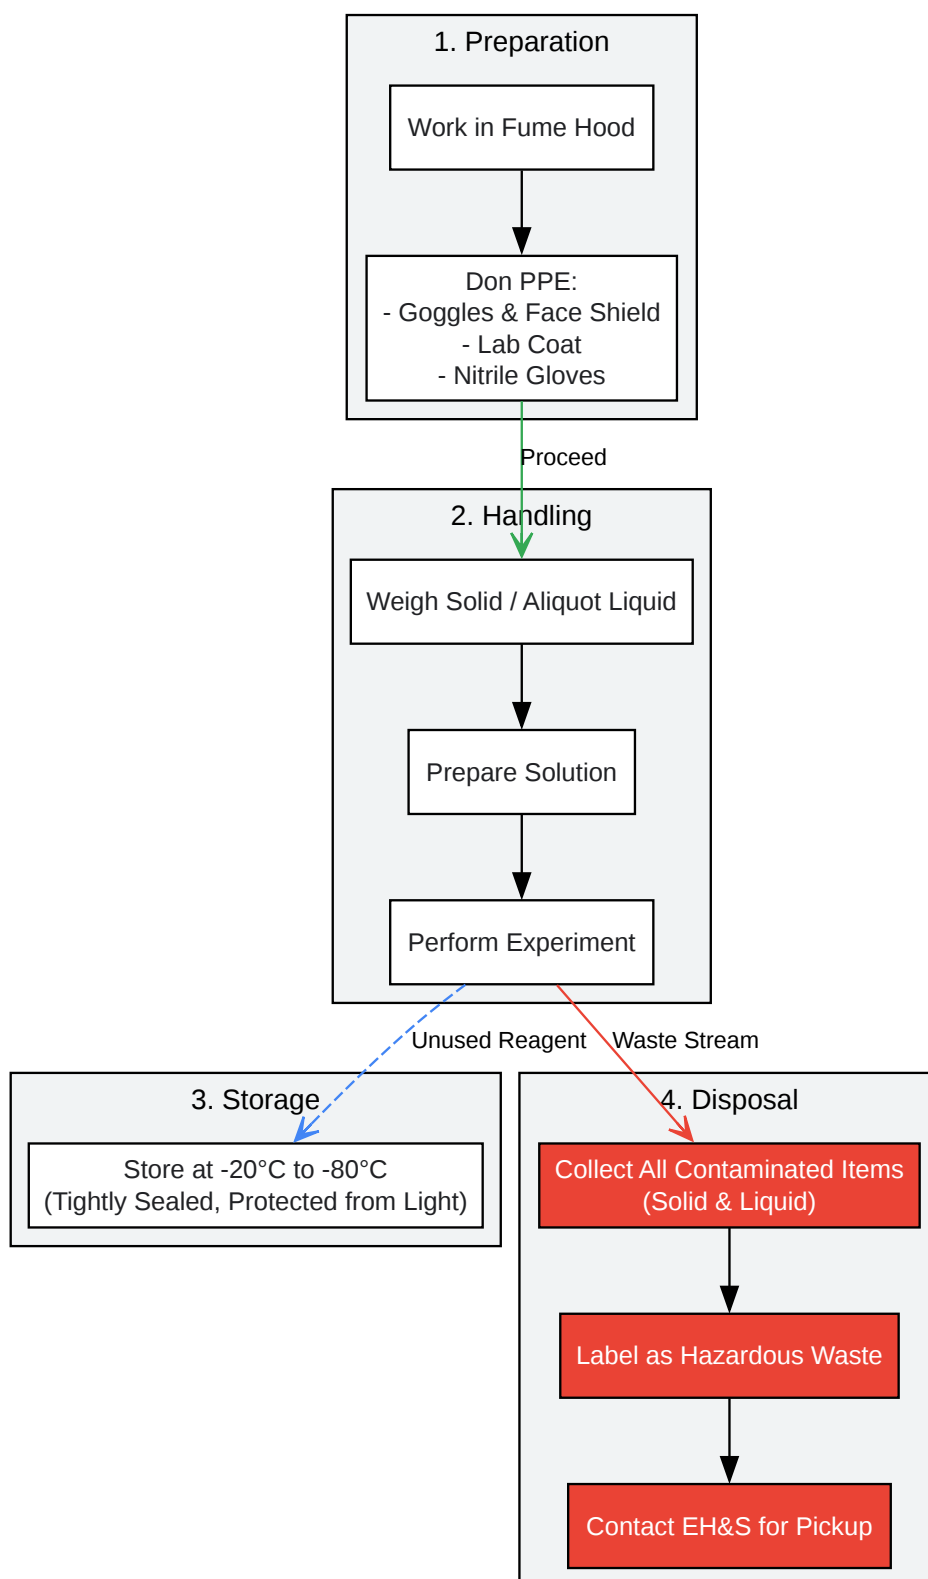 1. Preparation
Work in Fume Hood
Don PPE:
- Goggles & Face Shield
- Lab Coat
- Nitrile Gloves
Proceed
2. Handling
Weigh Solid / Aliquot Liquid
Prepare Solution
Perform Experiment
Unused Reagent
Waste Stream
3. Storage
Store at -20°C to -80°C
(Tightly Sealed, Protected from Light)
4. Disposal
Collect All Contaminated Items
(Solid & Liquid)
Label as Hazardous Waste
Contact EH&S for Pickup